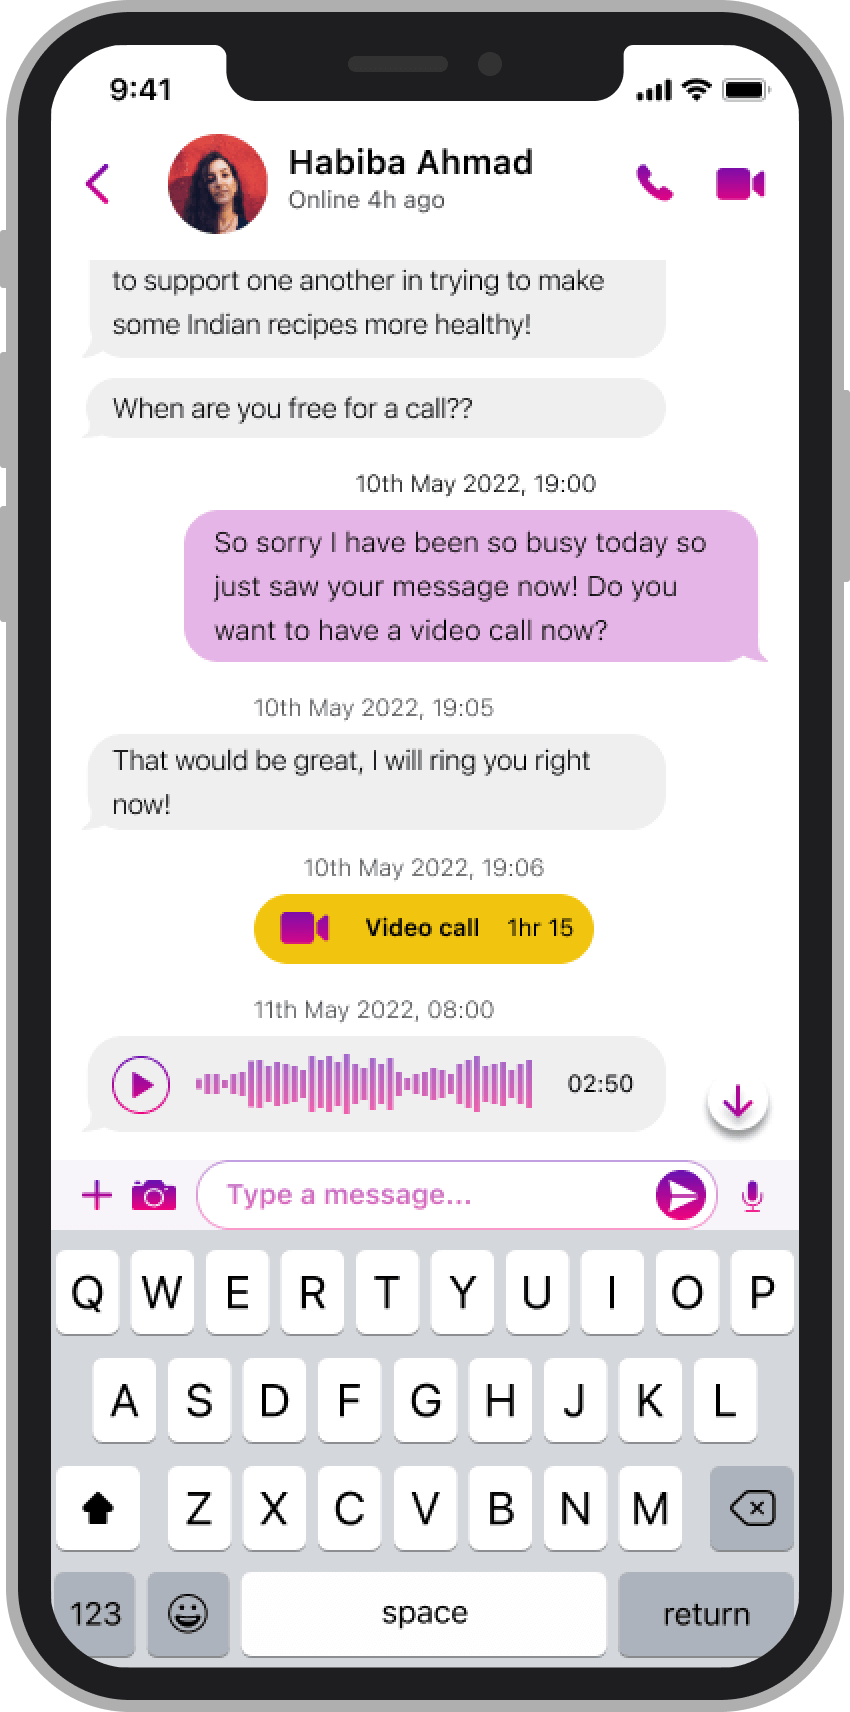 9:41
Habiba Ahmad
Online 4h ago
to support one another in trying to make
some Indian recipes more healthy!
When are you free for a call??
10th May 2022, 19:00
So sorry I have been so busy today so
just saw your message now! Do you
want to have a video call now?
10th May 2022, 19:05
That would be great, I will ring you right
now!
10th May 2022, 19:06
Video call 1hr 15
11th May 2022, 08:00
02:50
Type a message...
Q W E R T Y U I O P
A S D F G H J K L
Z X C V B N M
123 space return